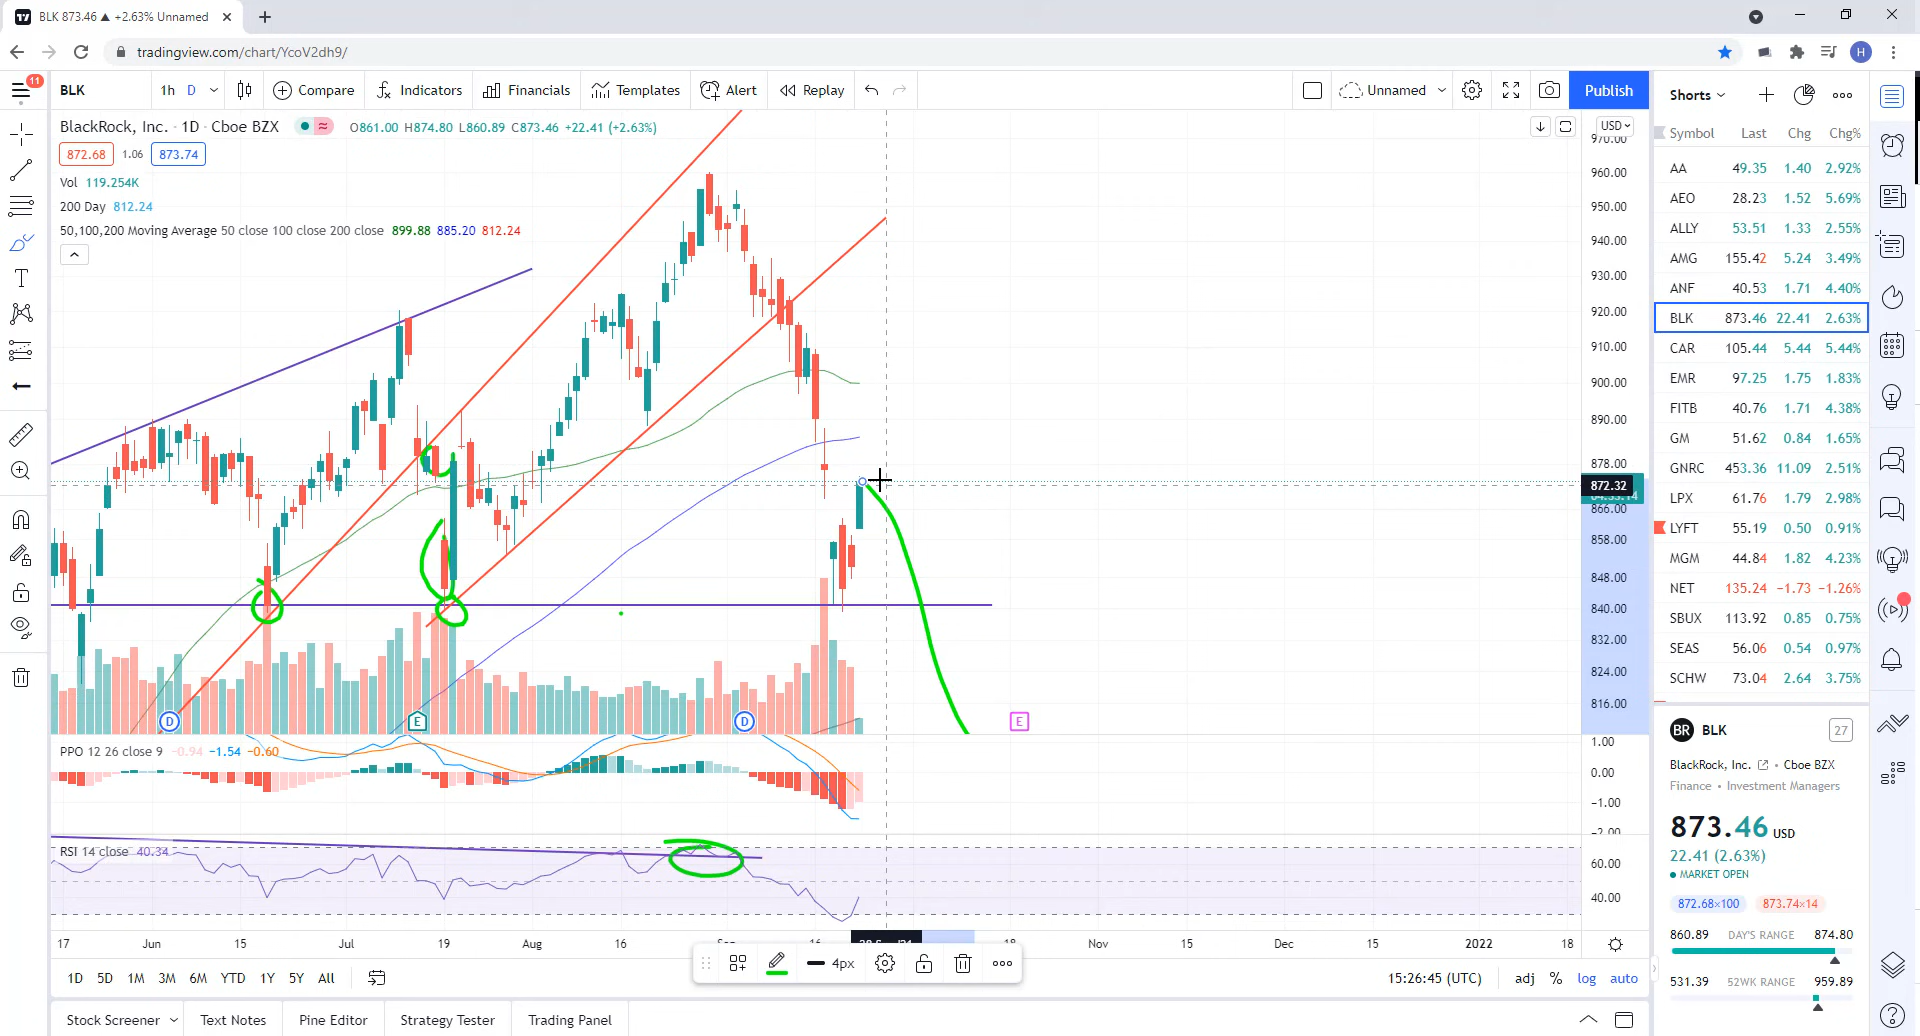 BLK 873.46 ▲ +2.63% Unnamed
tradingview.com/chart/YcoV2dh9/
H
11
BLK 1h D Compare Indicators Financials Templates Alert Replay Unnamed Publish
BlackRock, Inc. · 1D · Cboe BZX O861.00 H874.80 L860.89 C873.46 +22.41 (+2.63%)
872.68 1.06 873.74
Vol 119.254K
200 Day 812.24
50,100,200 Moving Average 50 close 100 close 200 close 899.88 885.20 812.24
USD
970.00
960.00
950.00
940.00
930.00
920.00
910.00
900.00
890.00
878.00
872.32
866.00
858.00
848.00
840.00
832.00
824.00
816.00
D E D E
PPO 12 26 close 9 −0.94 −1.54 −0.60
1.00
0.00
−1.00
−2.00
RSI 14 close 40.34
60.00
40.00
17 Jun 15 Jul 19 Aug 16 Sep 16 18 Nov 15 Dec 15 2022 18
4px
1D 5D 1M 3M 6M YTD 1Y 5Y All
15:26:45 (UTC) adj % log auto
Stock Screener Text Notes Pine Editor Strategy Tester Trading Panel
Shorts
Symbol Last Chg Chg%
AA 49.35 1.40 2.92%
AEO 28.23 1.52 5.69%
ALLY 53.51 1.33 2.55%
AMG 155.42 5.24 3.49%
ANF 40.53 1.71 4.40%
BLK 873.46 22.41 2.63%
CAR 105.44 5.44 5.44%
EMR 97.25 1.75 1.83%
FITB 40.76 1.71 4.38%
GM 51.62 0.84 1.65%
GNRC 453.36 11.09 2.51%
LPX 61.76 1.79 2.98%
LYFT 55.19 0.50 0.91%
MGM 44.84 1.82 4.23%
NET 135.24 −1.73 −1.26%
SBUX 113.92 0.85 0.75%
SEAS 56.06 0.54 0.97%
SCHW 73.04 2.64 3.75%
BR BLK 27
BlackRock, Inc. • Cboe BZX
Finance • Investment Managers
873.46 USD
22.41 (2.63%)
MARKET OPEN
872.68×100 873.74×14
860.89 DAY'S RANGE 874.80
531.39 52WK RANGE 959.89